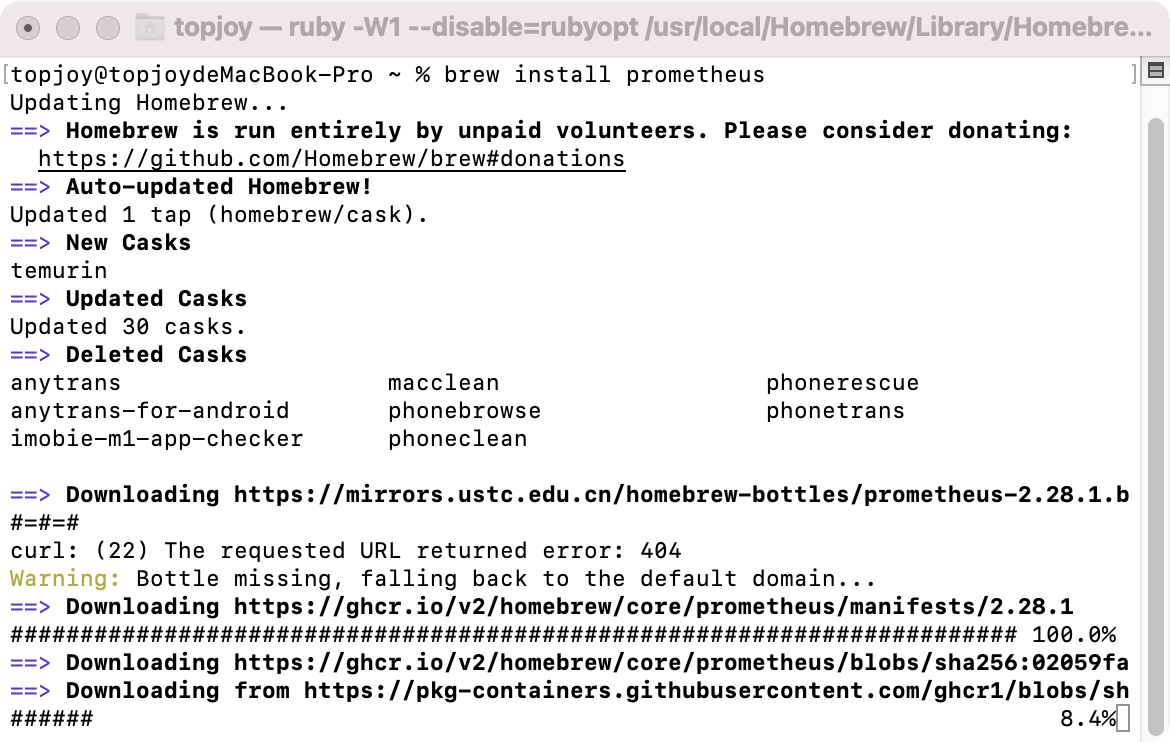 topjoy — ruby -W1 --disable=rubyopt /usr/local/Homebrew/Library/Homebre...
[topjoy@topjoydeMacBook-Pro ~ % brew install prometheus ]
Updating Homebrew...
==> Homebrew is run entirely by unpaid volunteers. Please consider donating:
https://github.com/Homebrew/brew#donations
==> Auto-updated Homebrew!
Updated 1 tap (homebrew/cask).
==> New Casks
temurin
==> Updated Casks
Updated 30 casks.
==> Deleted Casks
anytrans macclean phonerescue
anytrans-for-android phonebrowse phonetrans
imobie-m1-app-checker phoneclean
==> Downloading https://mirrors.ustc.edu.cn/homebrew-bottles/prometheus-2.28.1.b
#=#=#
curl: (22) The requested URL returned error: 404
Warning: Bottle missing, falling back to the default domain...
==> Downloading https://ghcr.io/v2/homebrew/core/prometheus/manifests/2.28.1
######################################################################## 100.0%
==> Downloading https://ghcr.io/v2/homebrew/core/prometheus/blobs/sha256:02059fa
==> Downloading from https://pkg-containers.githubusercontent.com/ghcr1/blobs/sh
###### 8.4%